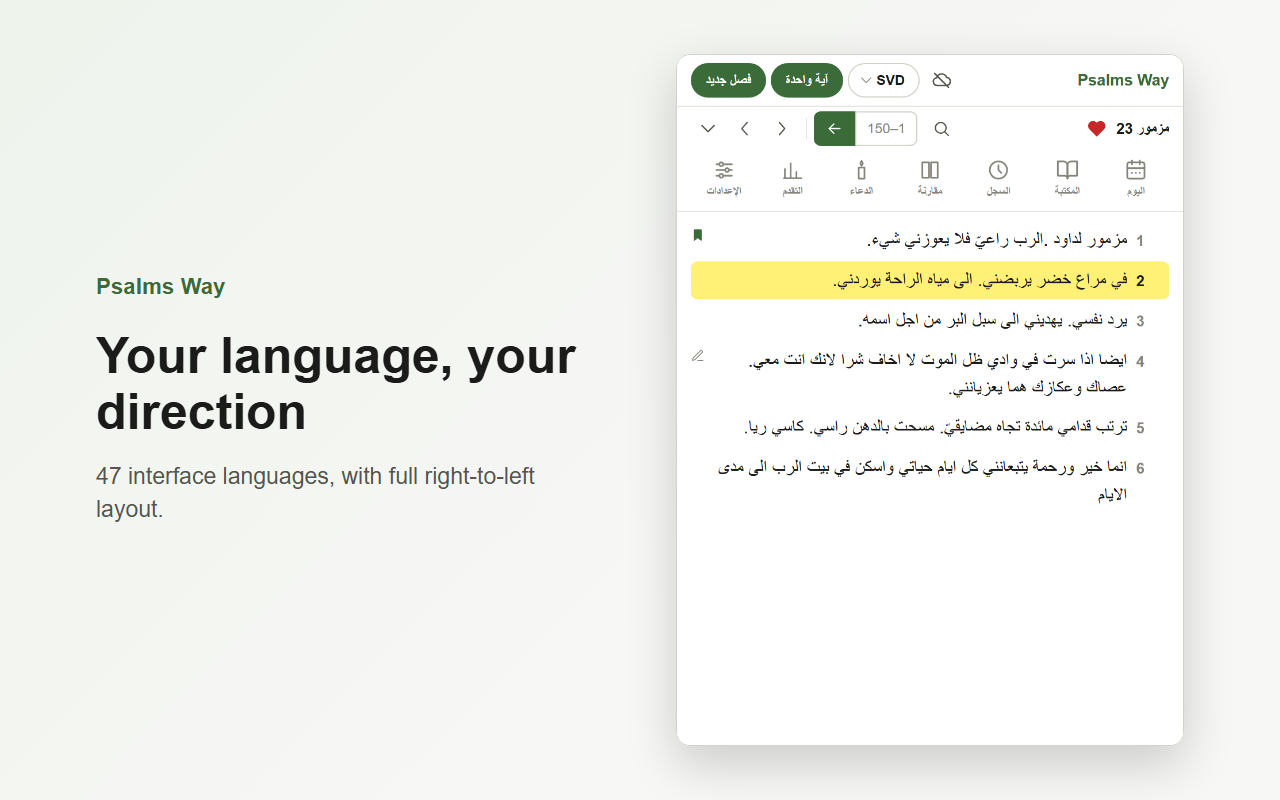 Psalms Way
Your language, your
direction
47 interface languages, with full right-to-left
layout.
Psalms Way
SVD
آية واحدة
فصل جديد
مزمور 23
1–150
اليوم
المكتبة
السجل
مقارنة
الدعاء
التقدم
الإعدادات
1 مزمور لداود .الرب راعيّ فلا يعوزني شيء.
2 في مراع خضر يربضني. الى مياه الراحة يوردني.
3 يرد نفسي. يهديني الى سبل البر من اجل اسمه.
4 ايضا اذا سرت في وادي ظل الموت لا اخاف شرا لانك انت معي.
عصاك وعكازك هما يعزيانني.
5 ترتب قدامي مائدة تجاه مضايقيّ. مسحت بالدهن راسي. كاسي ريا.
6 انما خير ورحمة يتبعانني كل ايام حياتي واسكن في بيت الرب الى مدى
الايام